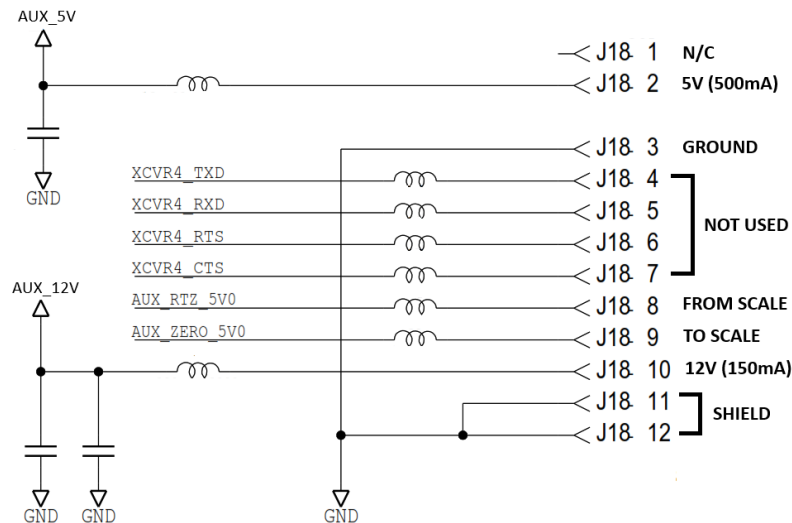 AUX_5V
J18- 1 N/C
J18- 2 5V (500mA)
J18- 3 GROUND
GND
XCVR4_TXD J18- 4
XCVR4_RXD J18- 5
NOT USED
XCVR4_RTS J18- 6
XCVR4_CTS J18- 7
AUX_12V
AUX_RTZ_5V0 J18- 8 FROM SCALE
AUX_ZERO_5V0 J18- 9 TO SCALE
J18- 10 12V (150mA)
J18- 11
SHIELD
J18- 12
GND GND GND